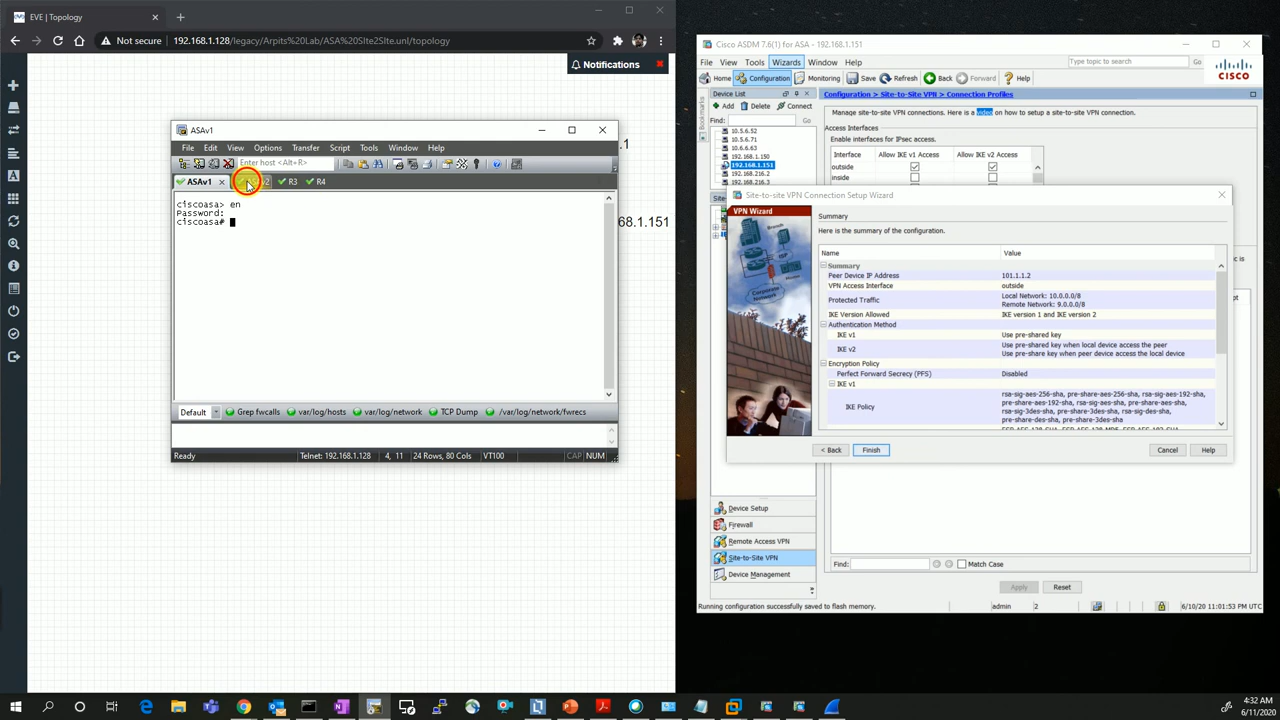 EVE | Topology
Not secure 192.168.1.128/legacy/Arpits%20Lab/ASA%20SIte2Site.unl/topology
Notifications
ASAv1
File Edit View Options Transfer Script Tools Window Help
Enter host <Alt+R>
ASAv1 R3 R4
ciscoasa> en
Password:
ciscoasa#
Default Grep fwcalls var/log/hosts var/log/network TCP Dump /var/log/network/fwrecs
Ready Telnet: 192.168.1.128 4, 11 24 Rows, 80 Cols VT100 CAP NUM
.1
68.1.151
Cisco ASDM 7.6(1) for ASA - 192.168.1.151
File View Tools Wizards Window Help
Type to search Go
Home Configuration Monitoring Save Refresh Back Forward Help
CISCO
Bookmarks
Device List
Add Delete Connect
Find: Go
10.5.6.52
10.5.6.71
10.6.6.63
192.168.1.150
192.168.1.151
192.168.216.2
192.168.216.3
Configuration > Site-to-Site VPN > Connection Profiles
Manage site-to-site VPN connections. Here is a video on how to setup a site-to-site VPN connection.
Access Interfaces
Enable interfaces for IPsec access.
Interface Allow IKE v1 Access Allow IKE v2 Access
outside
inside
Site-to-site VPN Connection Setup Wizard
VPN Wizard
Branch
ISP
Corporate Network
Summary
Here is the summary of the configuration.
Name Value
Summary
Peer Device IP Address 101.1.1.2
VPN Access Interface outside
Protected Traffic Local Network: 10.0.0.0/8
Remote Network: 9.0.0.0/8
IKE Version Allowed IKE version 1 and IKE version 2
Authentication Method
IKE v1 Use pre-shared key
IKE v2 Use pre-shared key when local device access the peer
Use pre-share key when peer device access the local device
Encryption Policy
Perfect Forward Secrecy (PFS) Disabled
IKE v1
IKE Policy rsa-sig-aes-256-sha, pre-share-aes-256-sha, rsa-sig-aes-192-sha,
pre-share-aes-192-sha, rsa-sig-aes-sha, pre-share-aes-sha,
rsa-sig-3des-sha, pre-share-3des-sha, rsa-sig-des-sha,
pre-share-des-sha, pre-share-3des-sha
< Back Finish Cancel Help
Device Setup
Firewall
Remote Access VPN
Site-to-Site VPN
Device Management
Find: Match Case
Apply Reset
Running configuration successfully saved to flash memory. admin 2 6/10/20 11:01:53 PM UTC
4:32 AM
6/11/2020